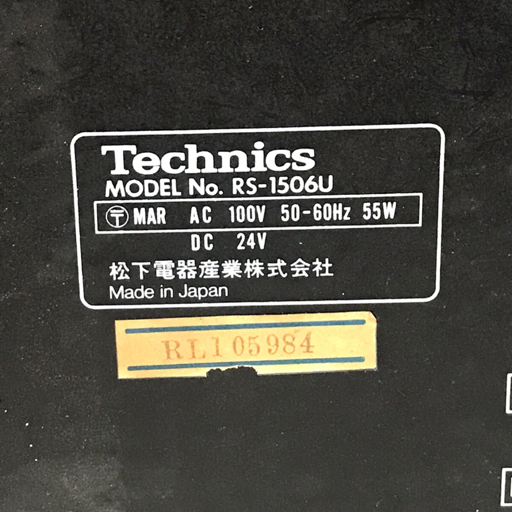 Technics
MODEL No. RS-1506U
〒 MAR AC 100V 50-60Hz 55W
DC 24V
松下電器産業株式会社
Made in Japan
RL105984